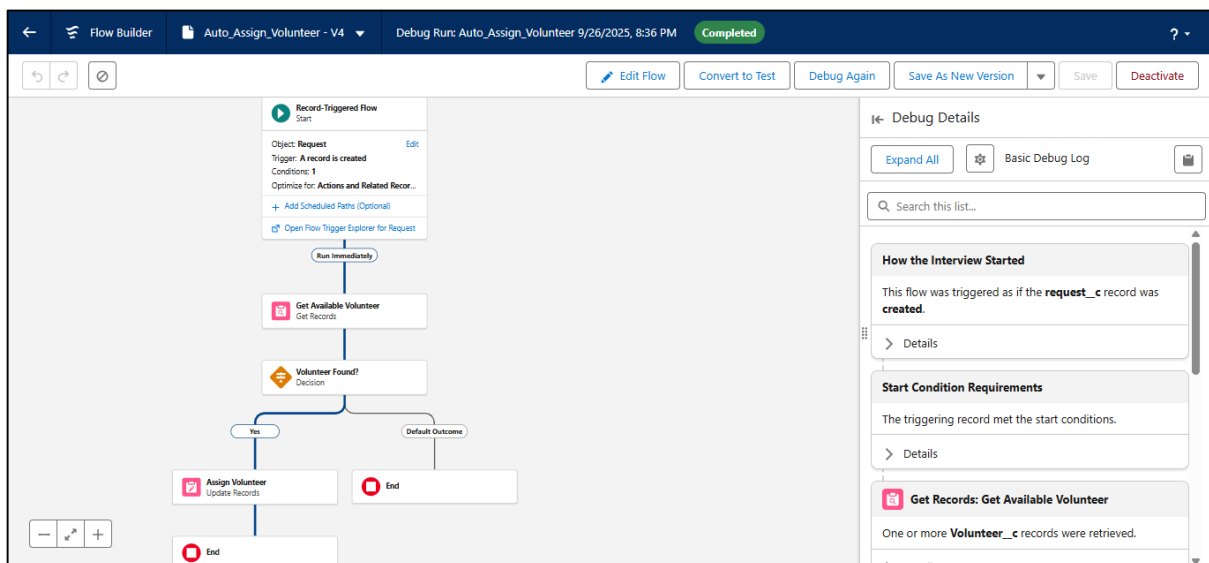 Flow Builder
Auto_Assign_Volunteer - V4
Debug Run: Auto_Assign_Volunteer 9/26/2025, 8:36 PM
Completed
?
Edit Flow
Convert to Test
Debug Again
Save As New Version
Save
Deactivate
Record-Triggered Flow
Start
Object: Request
Edit
Trigger: A record is created
Conditions: 1
Optimize for: Actions and Related Recor...
+ Add Scheduled Paths (Optional)
Open Flow Trigger Explorer for Request
Run Immediately
Get Available Volunteer
Get Records
Volunteer Found?
Decision
Yes
Default Outcome
Assign Volunteer
Update Records
End
End
Debug Details
Expand All
Basic Debug Log
Search this list...
How the Interview Started
This flow was triggered as if the request__c record was
created.
Details
Start Condition Requirements
The triggering record met the start conditions.
Details
Get Records: Get Available Volunteer
One or more Volunteer__c records were retrieved.